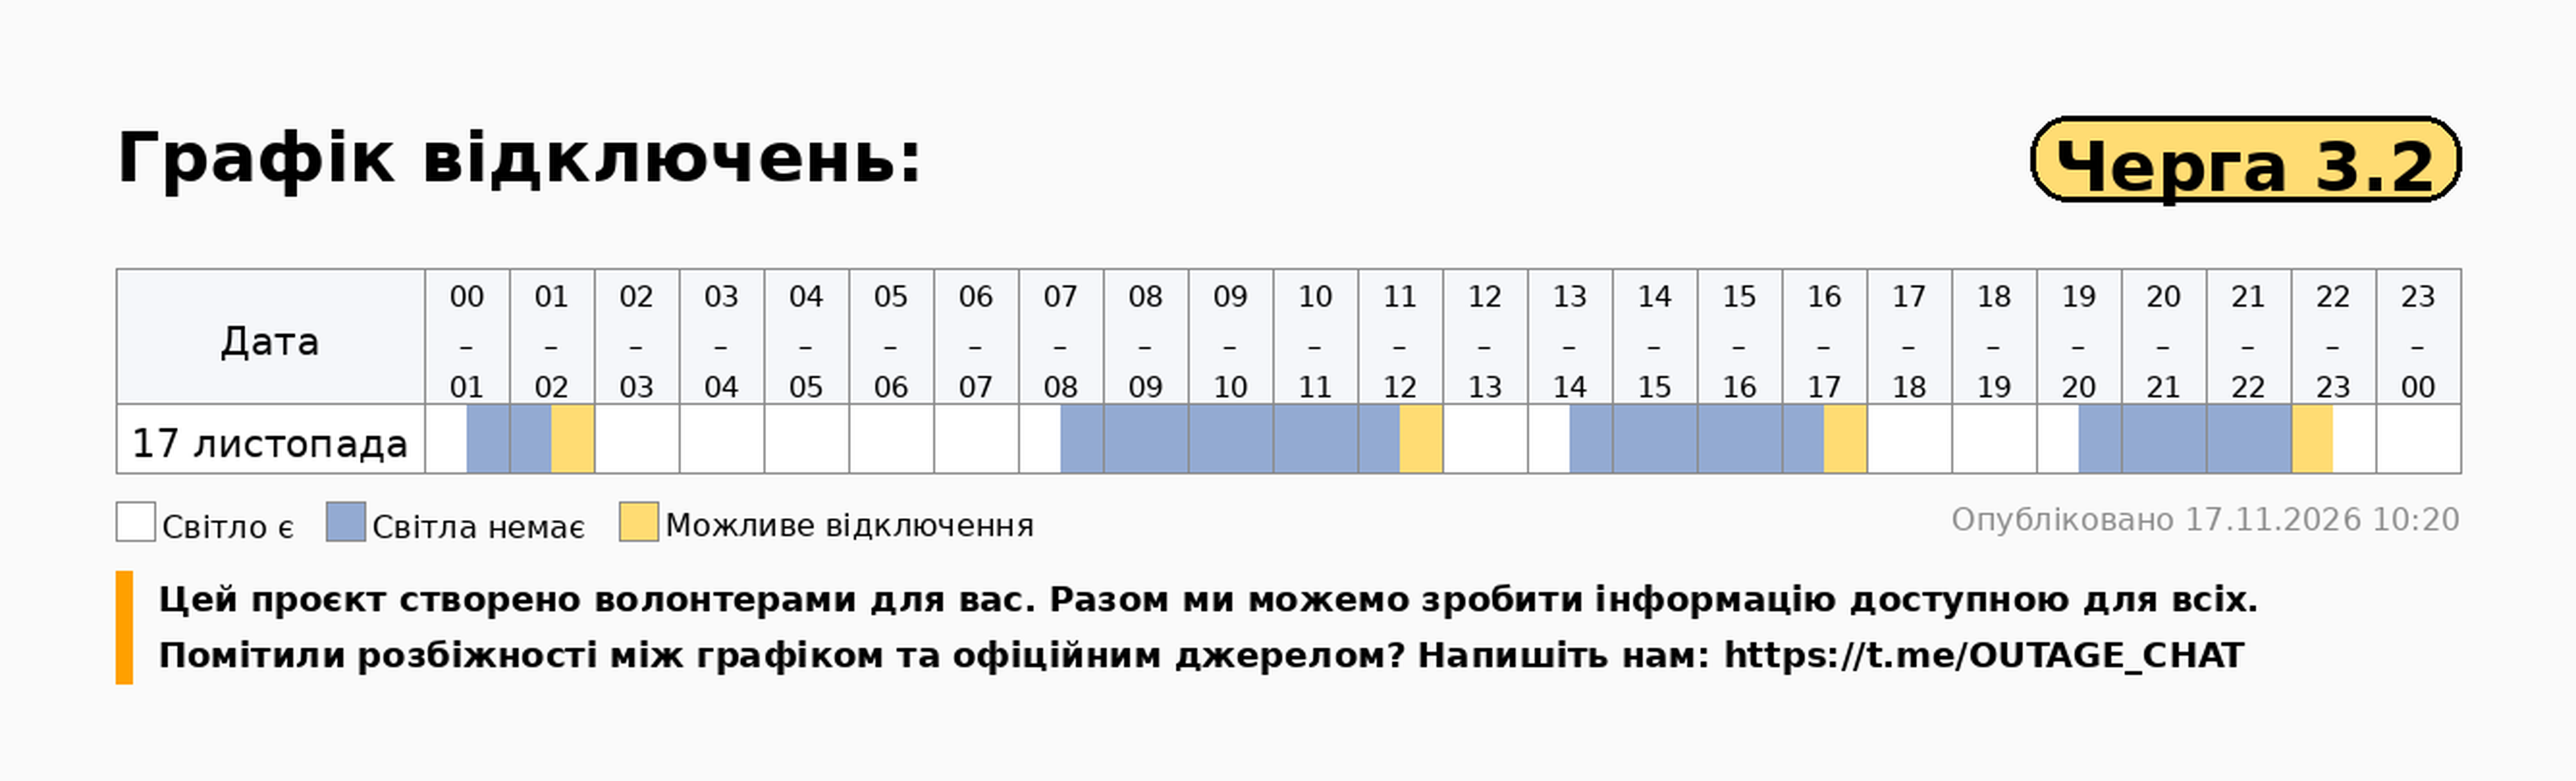 Графік відключень:
Черга 3.2
Дата
00 – 01
01 – 02
02 – 03
03 – 04
04 – 05
05 – 06
06 – 07
07 – 08
08 – 09
09 – 10
10 – 11
11 – 12
12 – 13
13 – 14
14 – 15
15 – 16
16 – 17
17 – 18
18 – 19
19 – 20
20 – 21
21 – 22
22 – 23
23 – 00
17 листопада
Світло є
Світла немає
Можливе відключення
Опубліковано 17.11.2026 10:20
Цей проєкт створено волонтерами для вас. Разом ми можемо зробити інформацію доступною для всіх.
Помітили розбіжності між графіком та офіційним джерелом? Напишіть нам: https://t.me/OUTAGE_CHAT